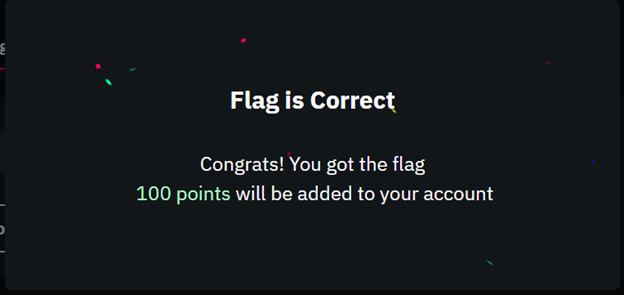 Flag is Correct
Congrats! You got the flag
100 points will be added to your account